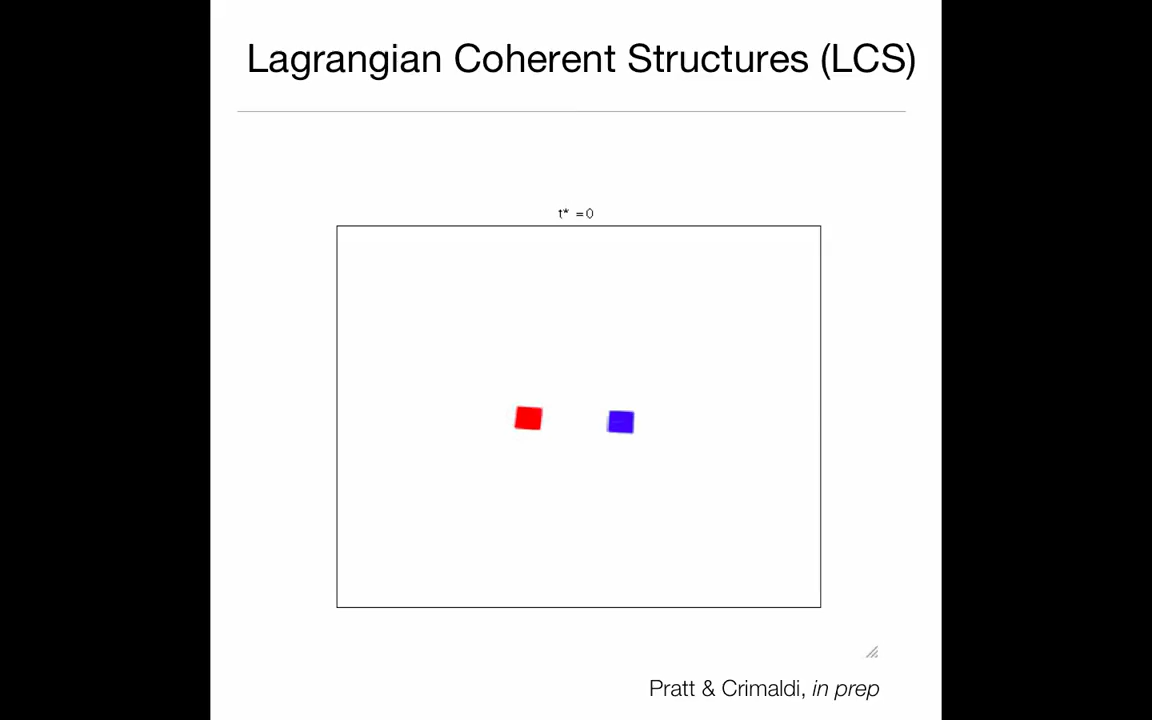 Lagrangian Coherent Structures (LCS)
t* =0
Pratt & Crimaldi, in prep